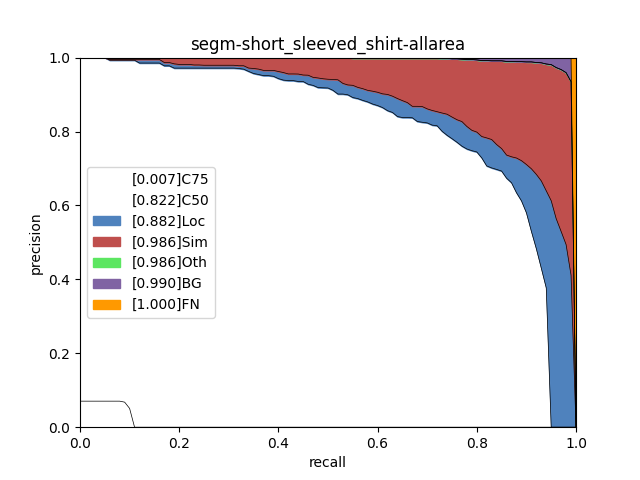 segm-short_sleeved_shirt-allarea
1.0
0.8
0.6
0.4
0.2
0.0
precision
[0.007]C75
[0.822]C50
[0.882]Loc
[0.986]Sim
[0.986]Oth
[0.990]BG
[1.000]FN
0.0 0.2 0.4 0.6 0.8 1.0
recall